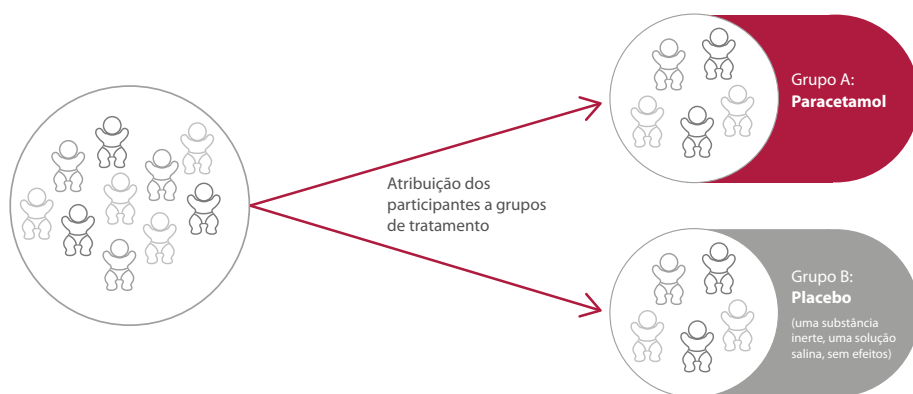 Grupo A:
Paracetamol
Atribuição dos
participantes a grupos
de tratamento
Grupo B:
Placebo
(uma substância
inerte, uma solução
salina, sem efeitos)